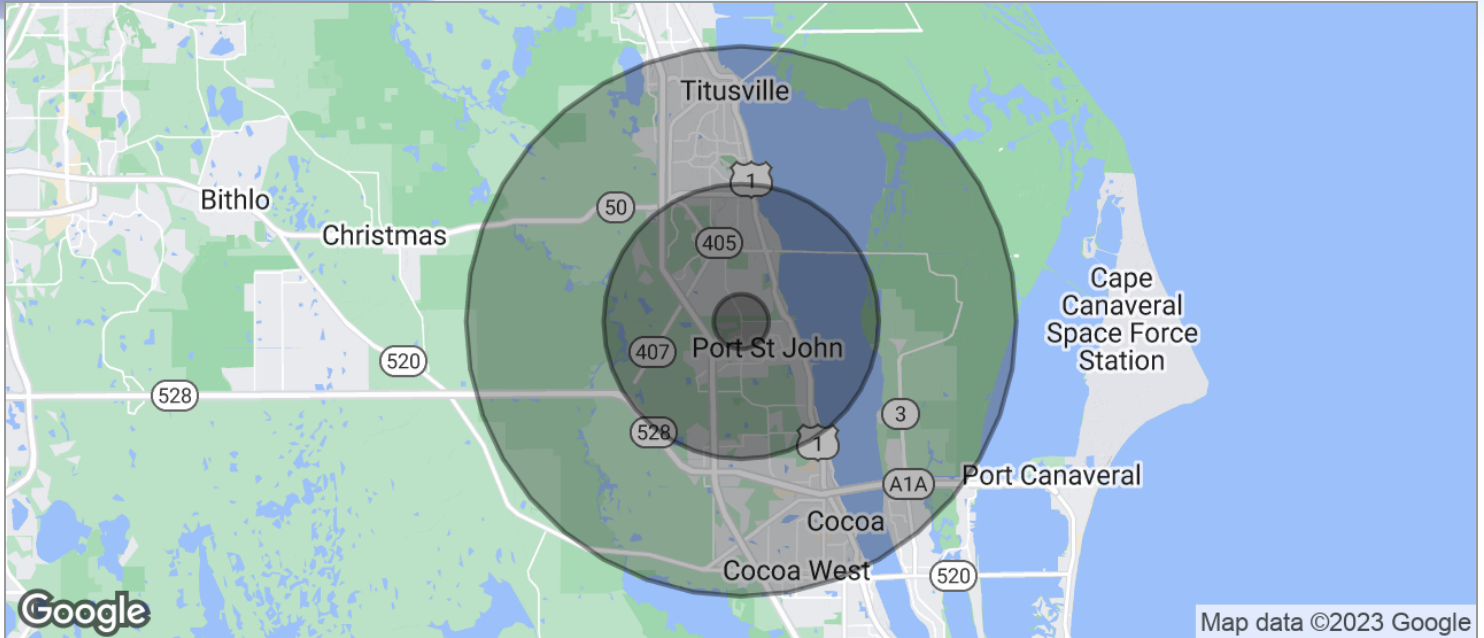 Titusville
1
Bithlo
50
Christmas
405
Cape
Canaveral
Space Force
Station
Port St John
407
520
528
3
528
1
Port Canaveral
A1A
Cocoa
Cocoa West
520
Google
Map data ©2023 Google